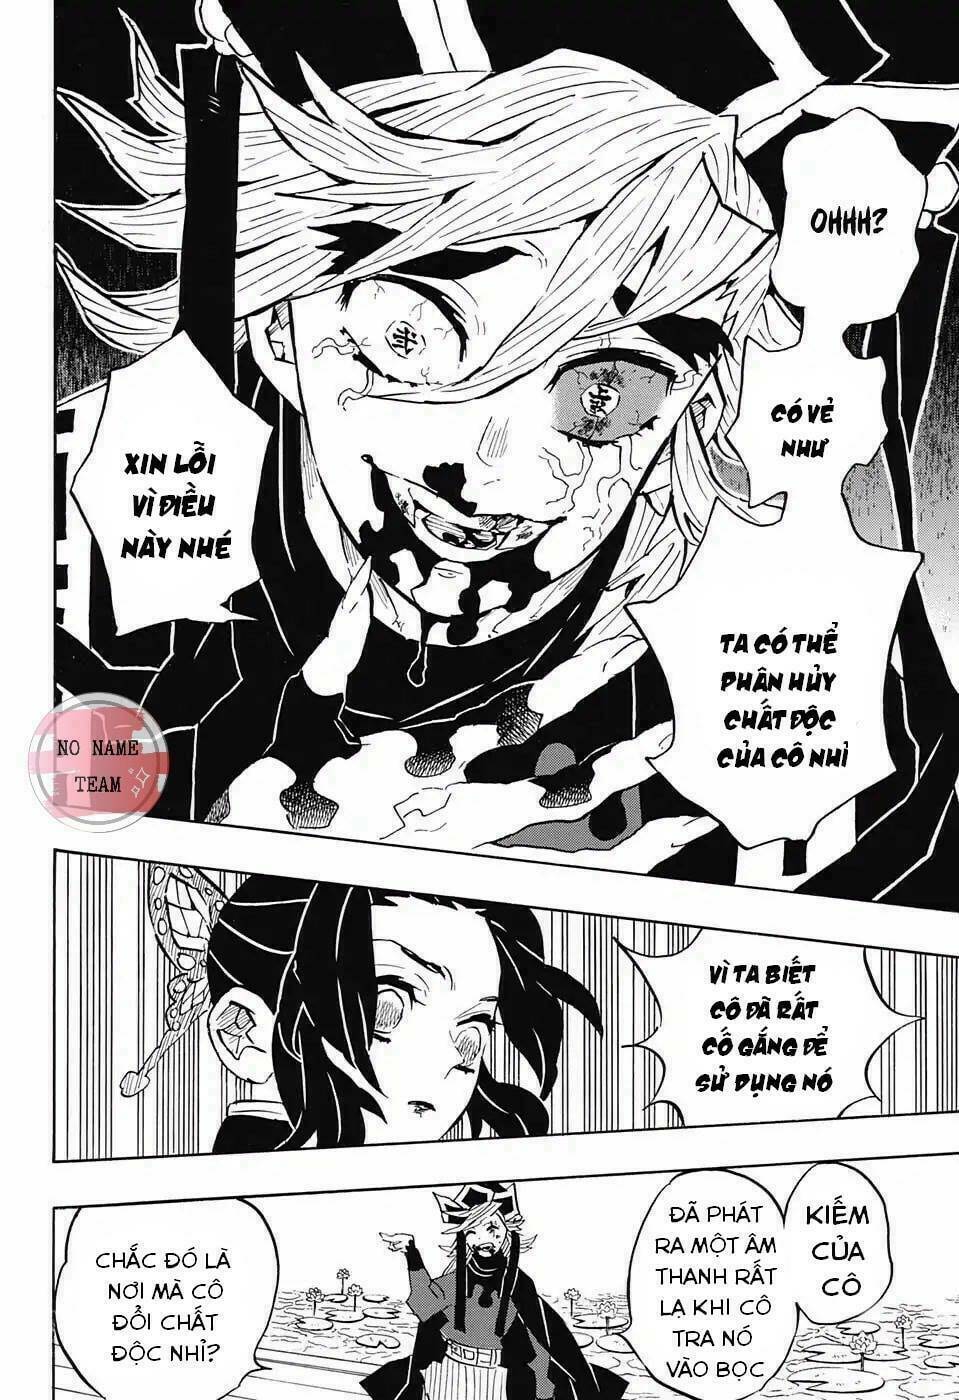 OHHH?
CÓ VẺ
NHƯ
TA CÓ THỂ
PHÂN HỦY
CHẤT ĐỘC
CỦA CÔ NHỈ
XIN LỖI
VÌ ĐIỀU
NÀY NHÉ
NO NAME
TEAM
VÌ TA BIẾT
CÔ ĐÃ RẤT
CỐ GẮNG ĐỂ
SỬ DỤNG NÓ
KIẾM
CỦA
CÔ
ĐÃ PHÁT
RA MỘT ÂM
THANH RẤT
LẠ KHI CÔ
TRA NÓ
VÀO BỌC
CHẮC ĐÓ LÀ
NƠI MÀ CÔ
ĐỔI CHẤT
ĐỘC NHỈ?